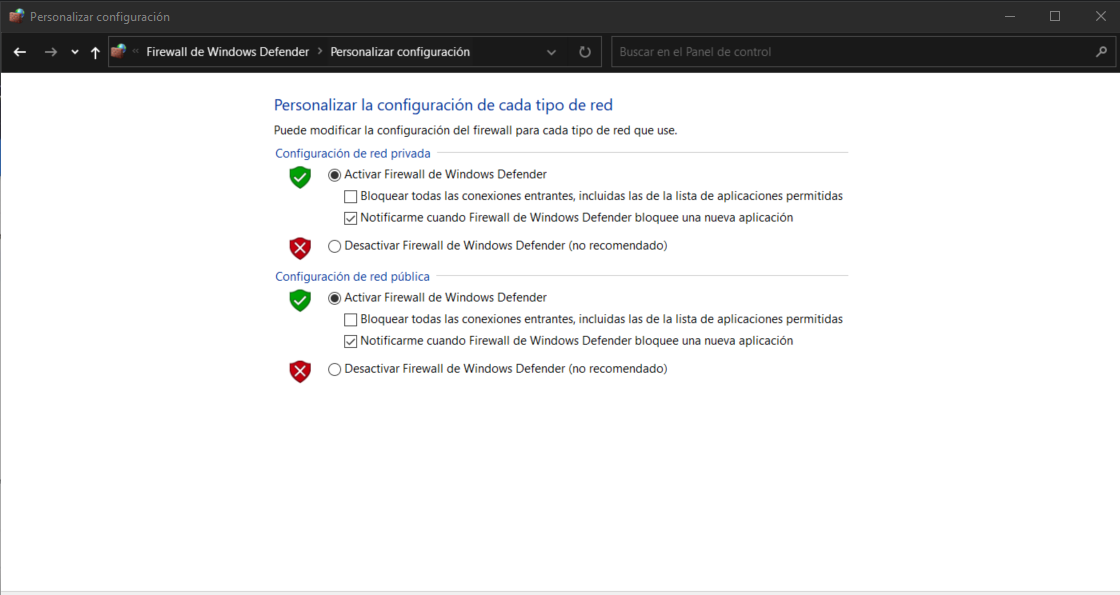 Personalizar configuración
« Firewall de Windows Defender > Personalizar configuración
Buscar en el Panel de control
Personalizar la configuración de cada tipo de red
Puede modificar la configuración del firewall para cada tipo de red que use.
Configuración de red privada
Activar Firewall de Windows Defender
Bloquear todas las conexiones entrantes, incluidas las de la lista de aplicaciones permitidas
Notificarme cuando Firewall de Windows Defender bloquee una nueva aplicación
Desactivar Firewall de Windows Defender (no recomendado)
Configuración de red pública
Activar Firewall de Windows Defender
Bloquear todas las conexiones entrantes, incluidas las de la lista de aplicaciones permitidas
Notificarme cuando Firewall de Windows Defender bloquee una nueva aplicación
Desactivar Firewall de Windows Defender (no recomendado)